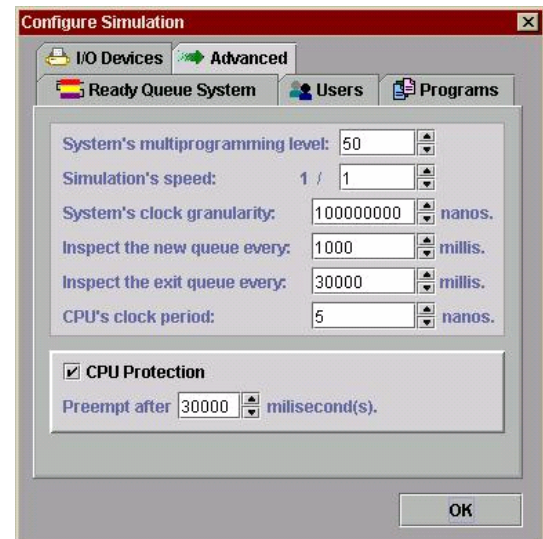 Configure Simulation
I/O Devices
Advanced
Ready Queue System
Users
Programs
System's multiprogramming level: 50
Simulation's speed: 1 / 1
System's clock granularity: 100000000 nanos.
Inspect the new queue every: 1000 millis.
Inspect the exit queue every: 30000 millis.
CPU's clock period: 5 nanos.
CPU Protection
Preempt after 30000 milisecond(s).
OK